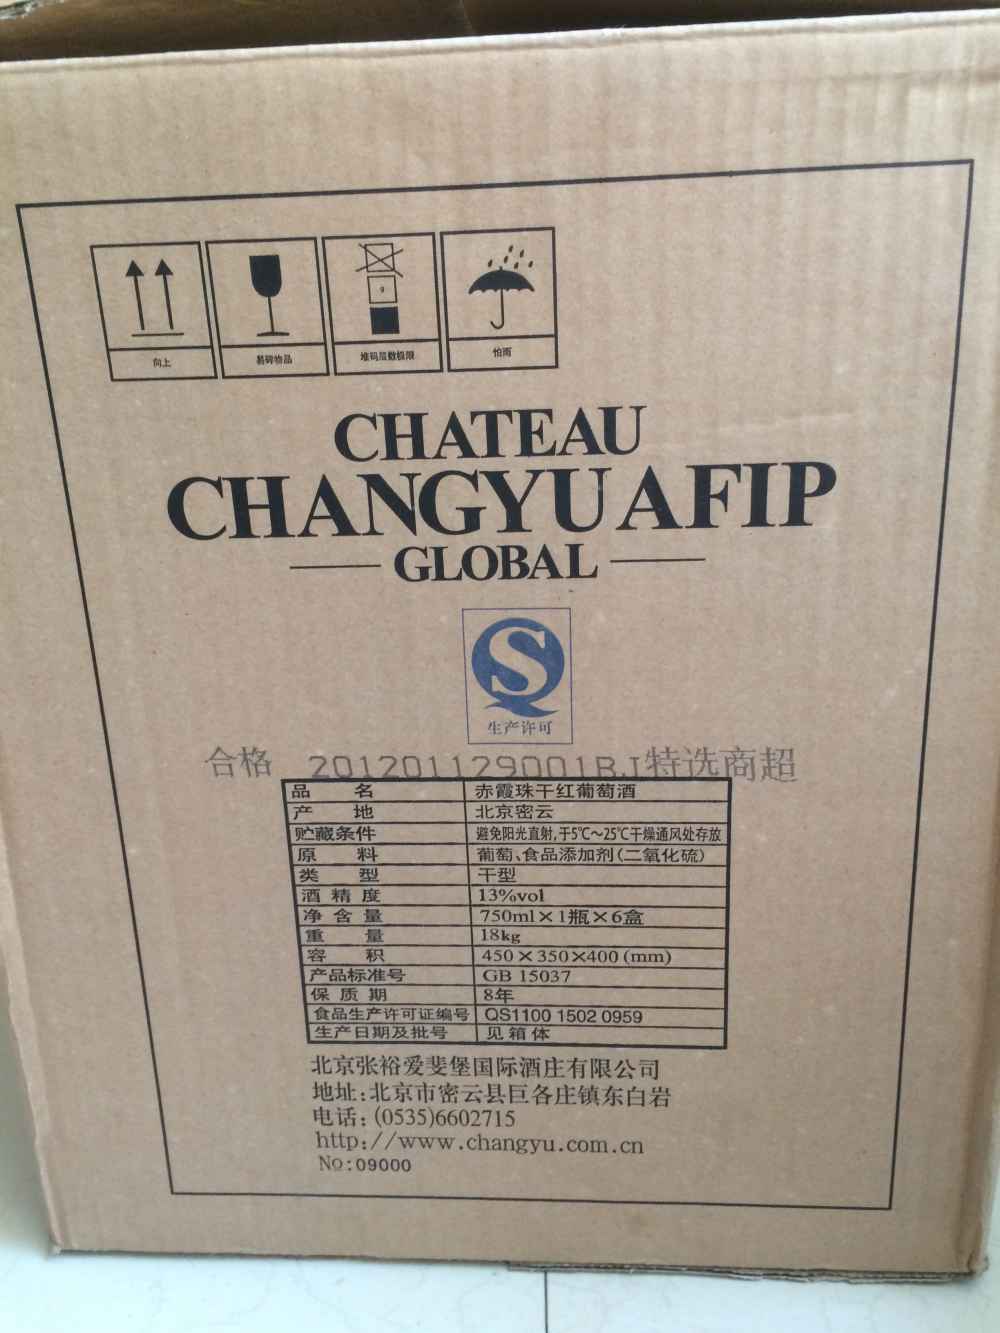 向上 易碎物品 堆码层数极限 怕雨
9
CHATEAU
CHANGYU AFIP
GLOBAL
S
生产许可
合格 201201129001BJ特选商超
品名 赤霞珠干红葡萄酒
产地 北京密云
贮藏条件 避免阳光直射,于5℃~25℃干燥通风处存放
原料 葡萄、食品添加剂(二氧化硫)
类型 干型
酒精度 13%vol
净含量 750ml×1瓶×6盒
重量 18kg
容积 450×350×400(mm)
产品标准号 GB 15037
保质期 8年
食品生产许可证编号 QS1100 1502 0959
生产日期及批号 见箱体
北京张裕爱斐堡国际酒庄有限公司
地址:北京市密云县巨各庄镇东白岩
电话:(0535)6602715
http://www.changyu.com.cn
No:09000